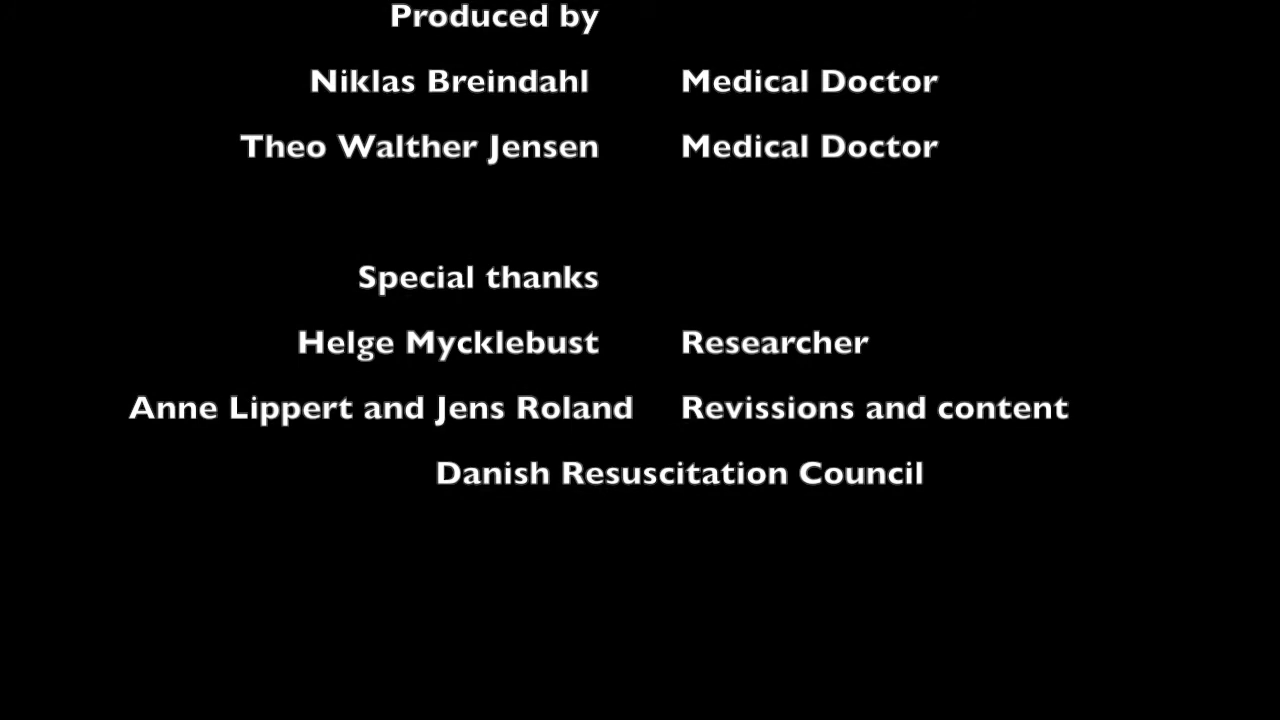 Produced by
Niklas Breindahl Medical Doctor
Theo Walther Jensen Medical Doctor
Special thanks
Helge Mycklebust Researcher
Anne Lippert and Jens Roland Revissions and content
Danish Resuscitation Council